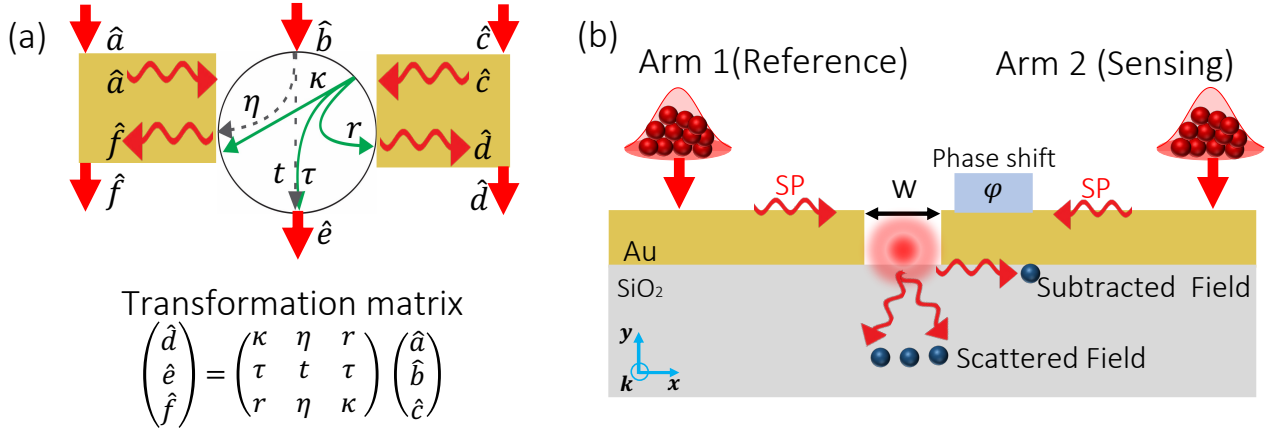 (a)
â b̂ ĉ
â κ ĉ
η
f̂ r d̂
t τ
f̂ d̂
ê
Transformation matrix
(d̂ ê f̂) = (κ η r τ t τ r η κ) (â b̂ ĉ)
(b)
Arm 1(Reference) Arm 2 (Sensing)
Phase shift
SP W φ SP
Au
SiO₂ Subtracted Field
y
Scattered Field
k x